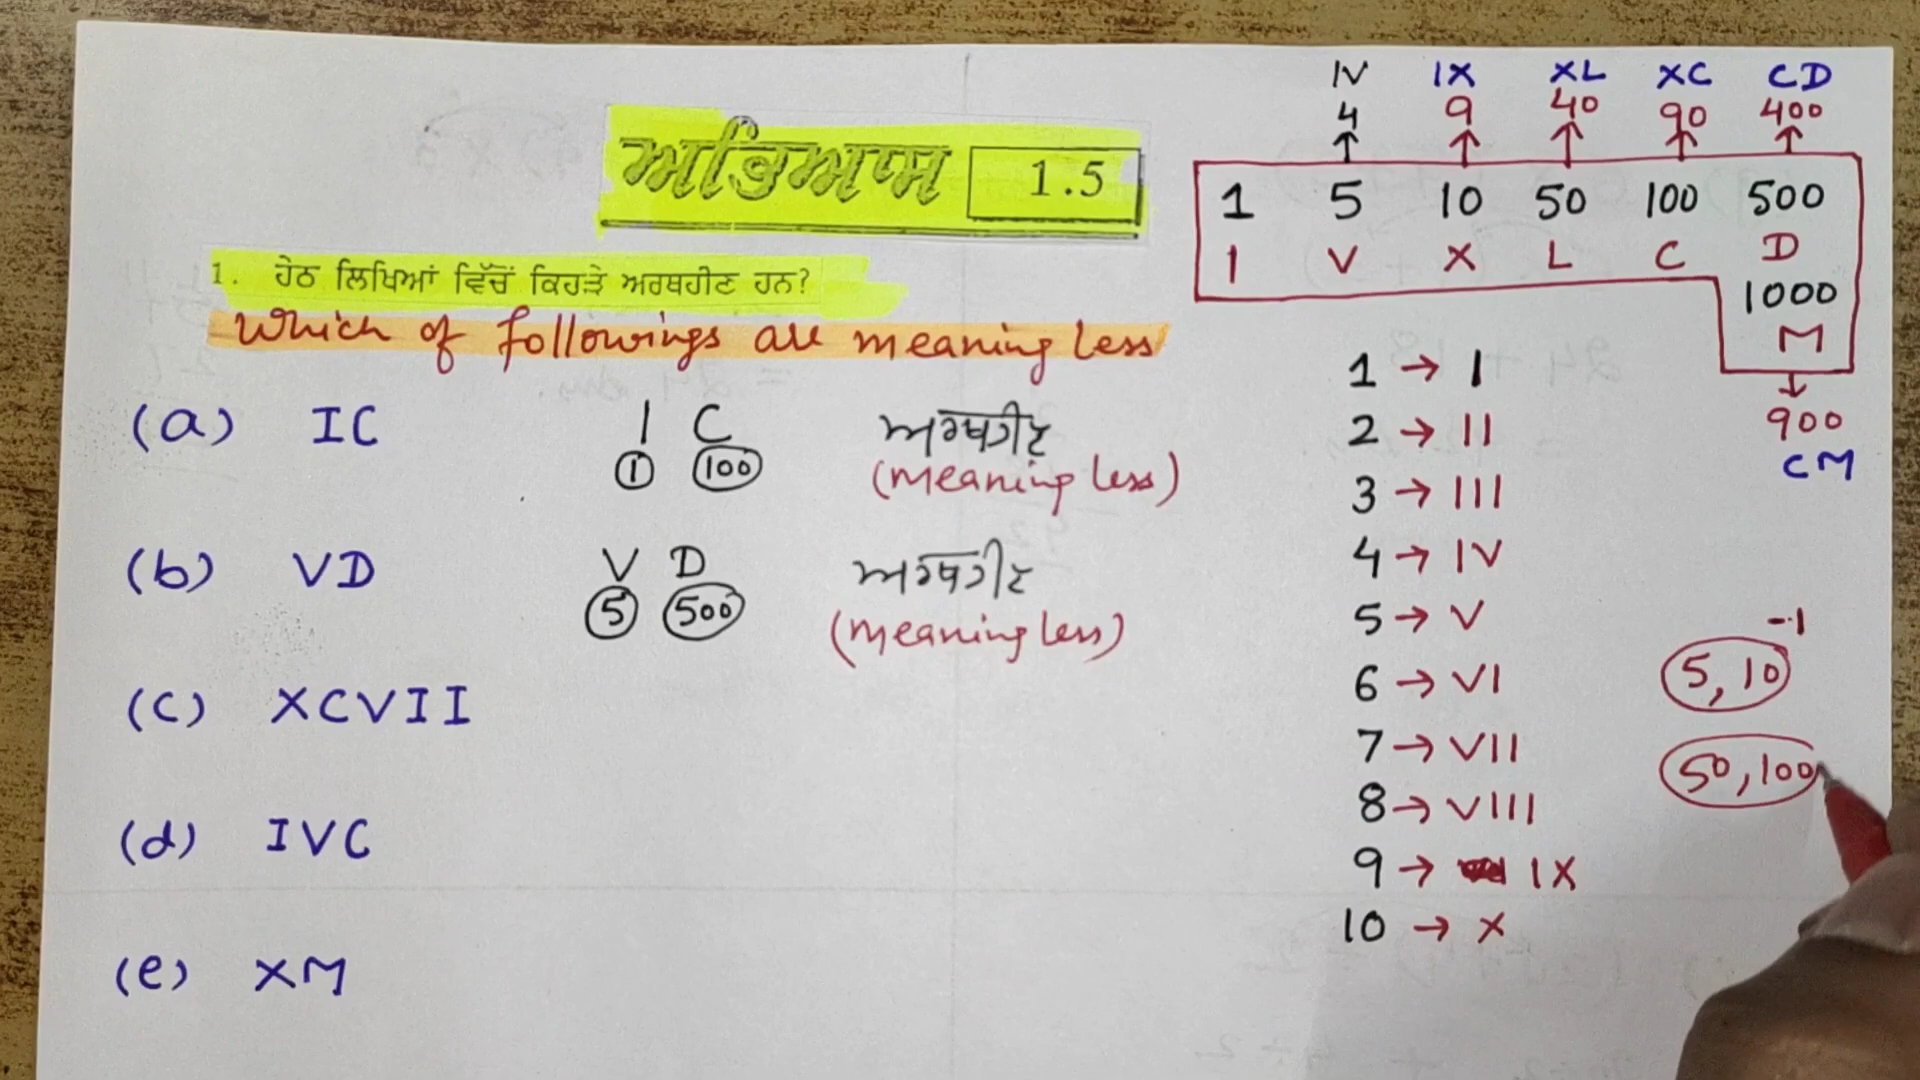 ਅਭਿਆਸ 1.5
1. ਹੇਠ ਲਿਖਿਆਂ ਵਿੱਚੋਂ ਕਿਹੜੇ ਅਰਥਹੀਣ ਹਨ?
Which of followings are meaning less
(a) IC
I C ਅਰਥਹੀਣ
1 100 (meaning less)
(b) VD
V D ਅਰਥਹੀਣ
5 500 (meaning less)
(c) XCVII
(d) IVC
(e) XM
IV IX XL XC CD
4 9 40 90 400
1 5 10 50 100 500
I V X L C D
1000
M
900
CM
1 → I
2 → II
3 → III
4 → IV
5 → V
6 → VI
7 → VII
8 → VIII
9 → IX
10 → X
-1
5, 10
50, 100